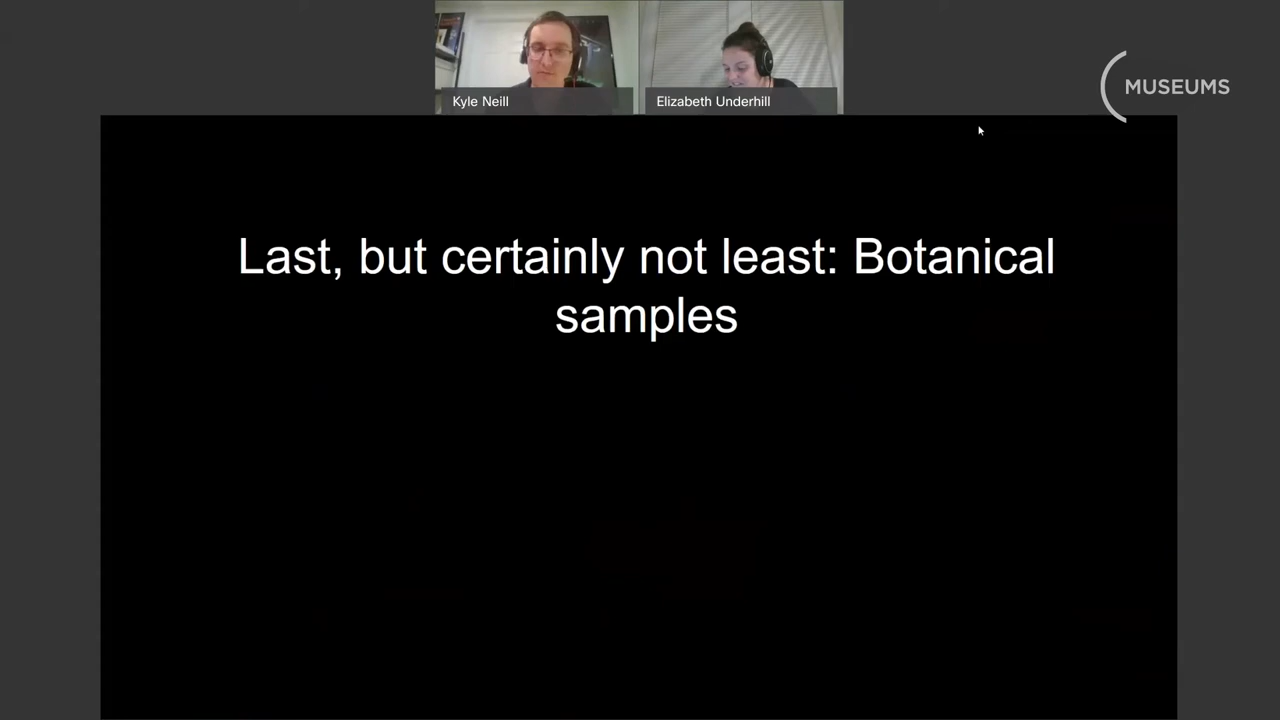 Kyle Neill
Elizabeth Underhill
MUSEUMS
Last, but certainly not least: Botanical
samples